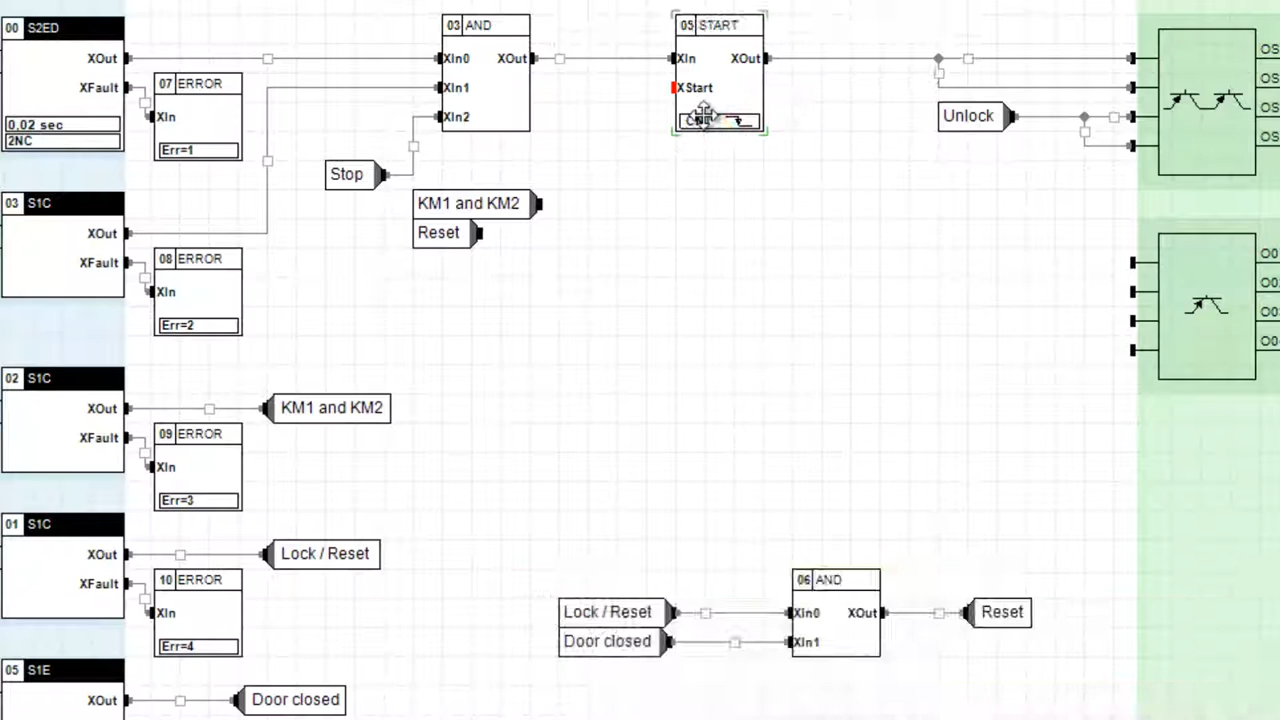 00 S2ED
XOut
XFault
0,02 sec
2NC
07 ERROR
XIn
Err=1
03 AND
XIn0 XOut
XIn1
XIn2
Stop
KM1 and KM2
Reset
05 START
XIn XOut
XStart
Unlock
OS
OS
OS
OS
03 S1C
XOut
XFault
08 ERROR
XIn
Err=2
02 S1C
XOut
XFault
KM1 and KM2
09 ERROR
XIn
Err=3
01 S1C
XOut
XFault
Lock / Reset
10 ERROR
XIn
Err=4
Lock / Reset
Door closed
06 AND
XIn0 XOut
XIn1
Reset
05 S1E
XOut
Door closed